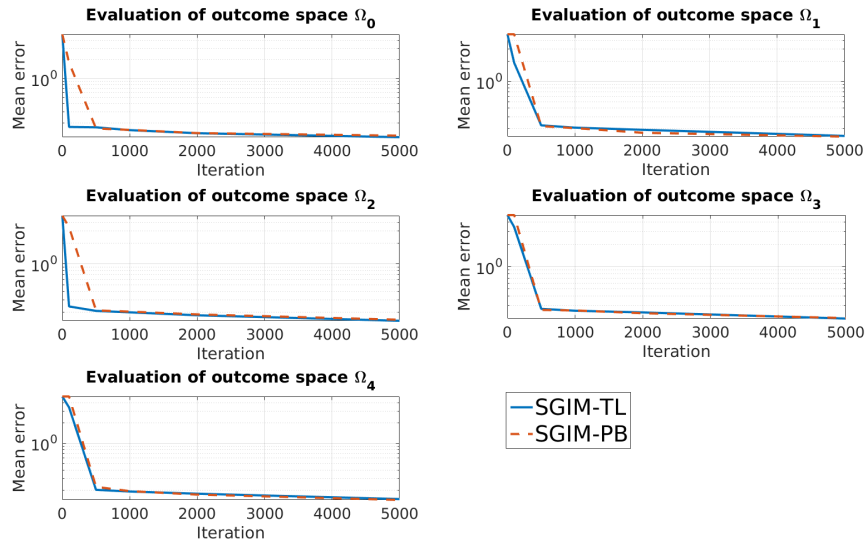 Evaluation of outcome space Ω0
Mean error
10^0
0 1000 2000 3000 4000 5000
Iteration
Evaluation of outcome space Ω1
Mean error
10^0
0 1000 2000 3000 4000 5000
Iteration
Evaluation of outcome space Ω2
Mean error
10^0
0 1000 2000 3000 4000 5000
Iteration
Evaluation of outcome space Ω3
Mean error
10^0
0 1000 2000 3000 4000 5000
Iteration
Evaluation of outcome space Ω4
Mean error
10^0
0 1000 2000 3000 4000 5000
Iteration
SGIM-TL
SGIM-PB